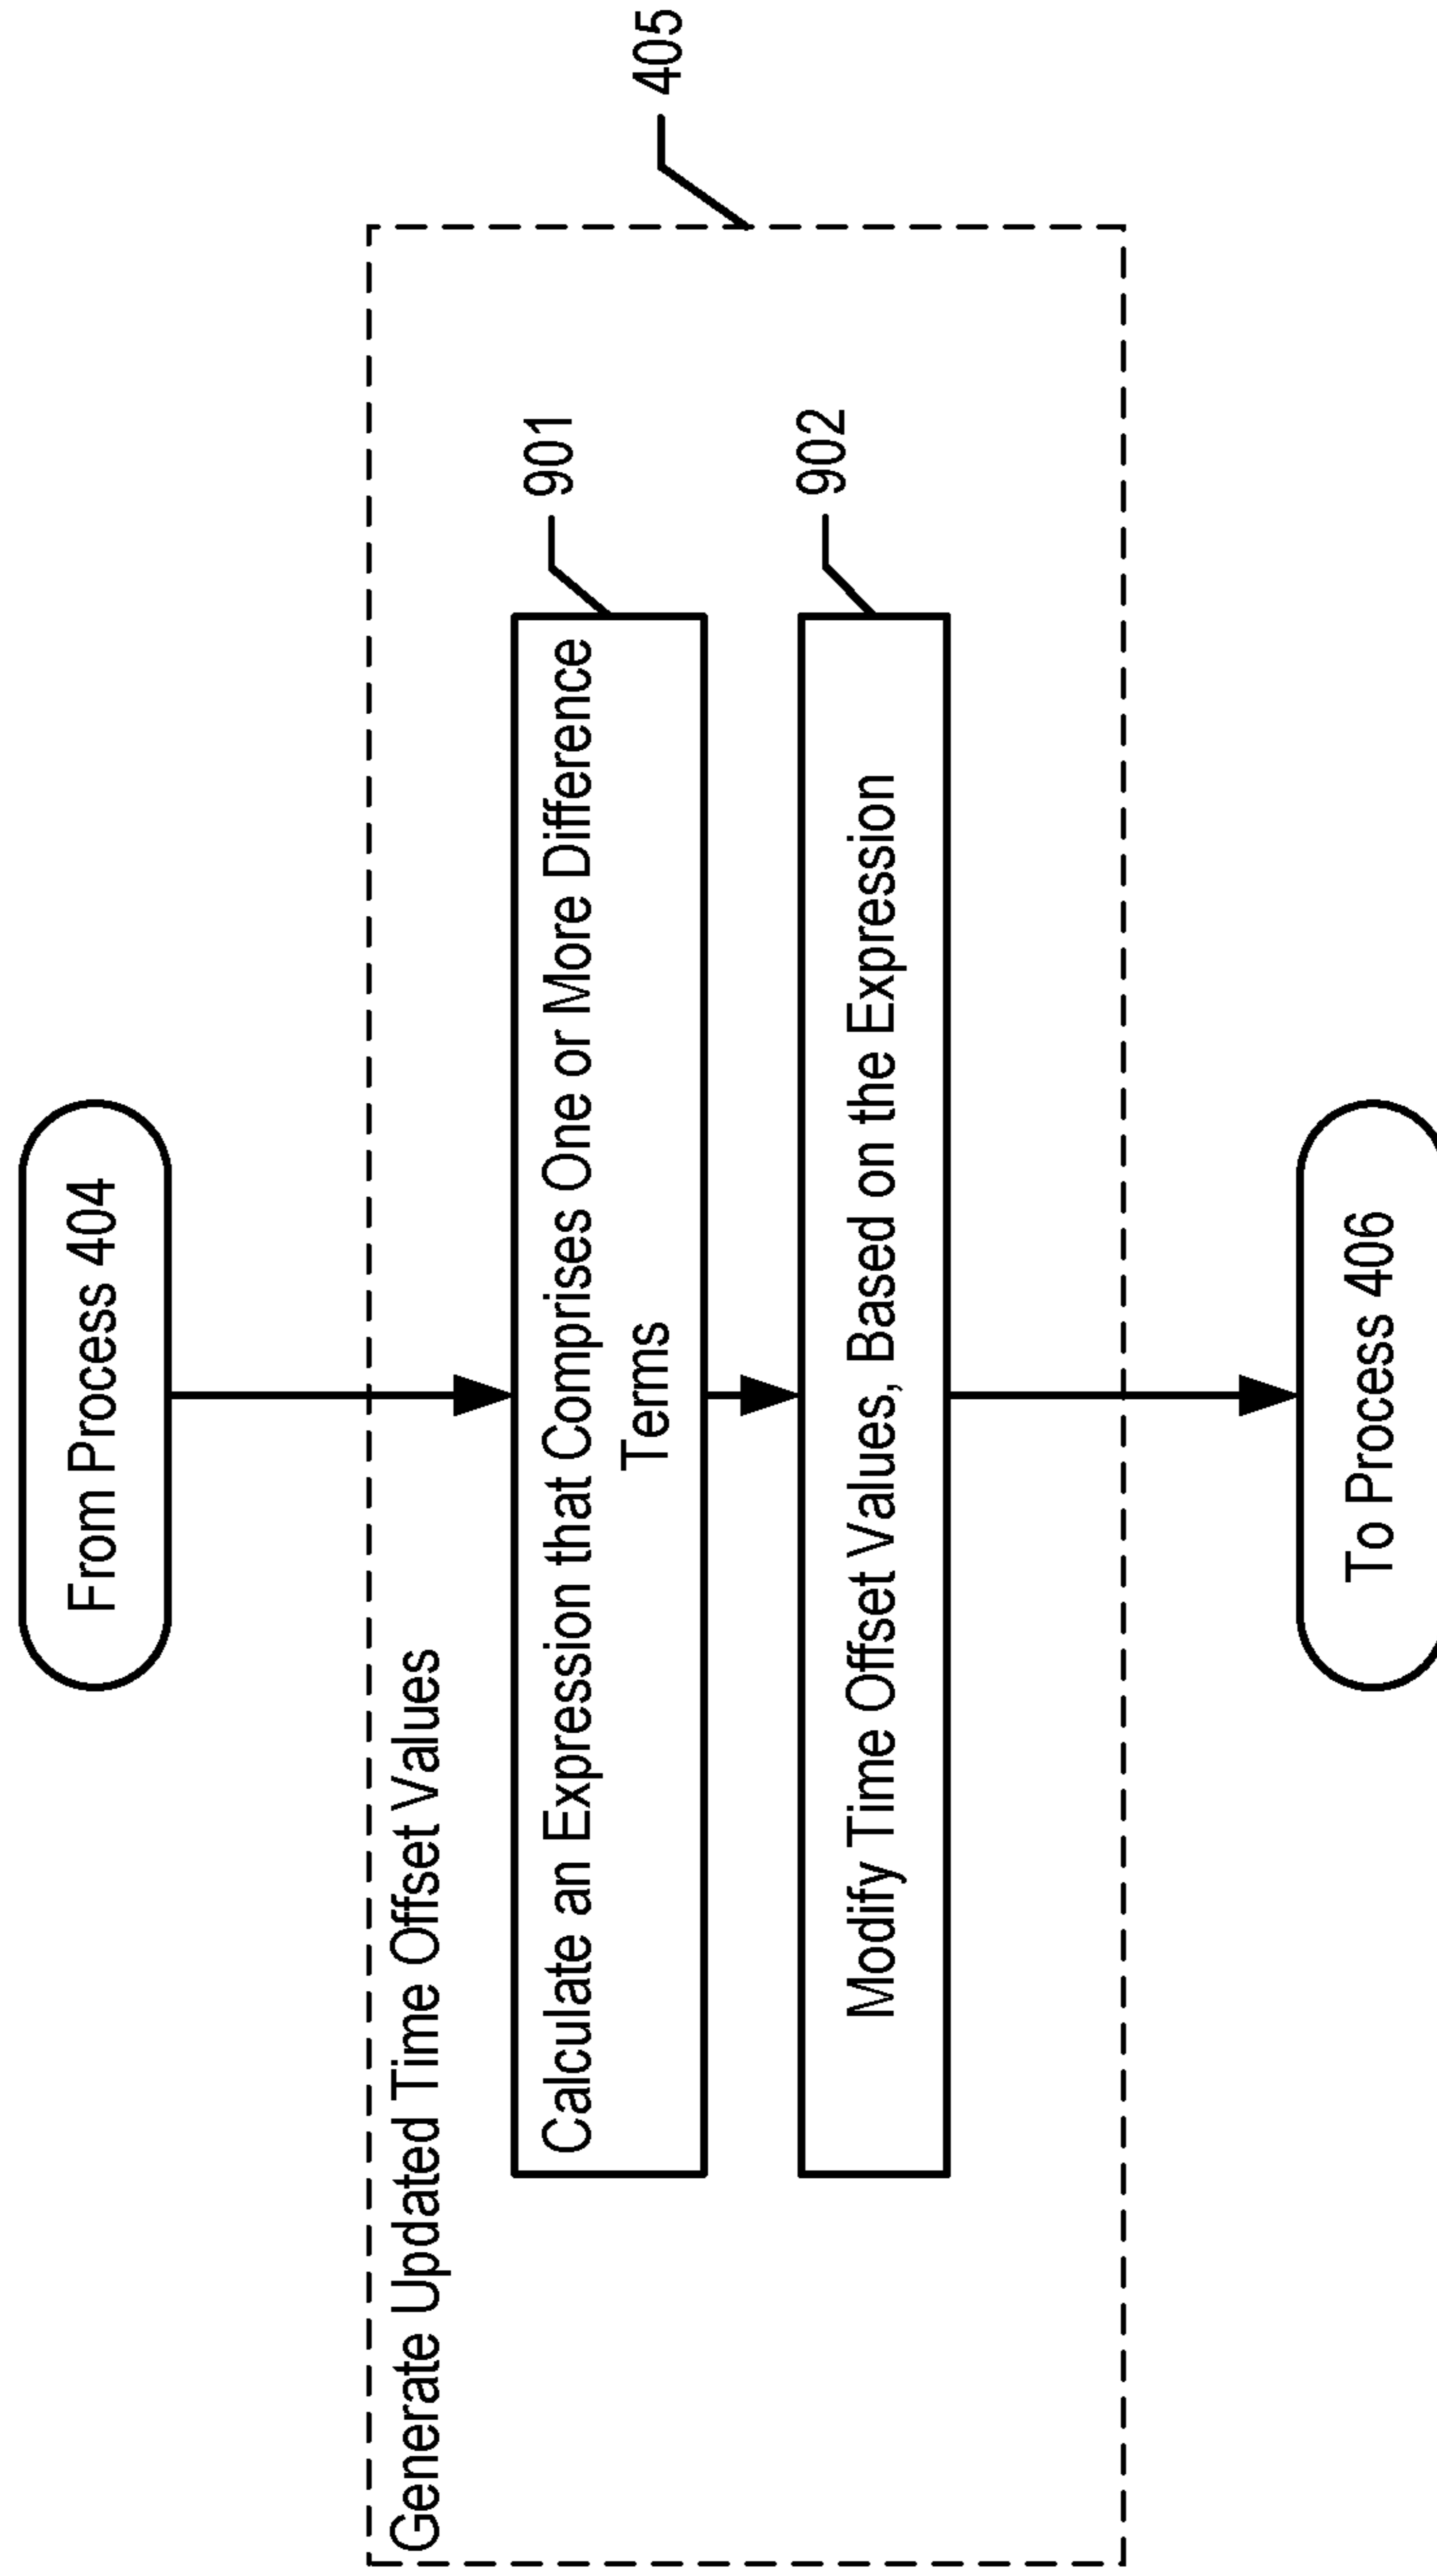 From Process 404
Generate Updated Time Offset Values
405
901
Calculate an Expression that Comprises One or More Difference
Terms
902
Modify Time Offset Values, Based on the Expression
To Process 406